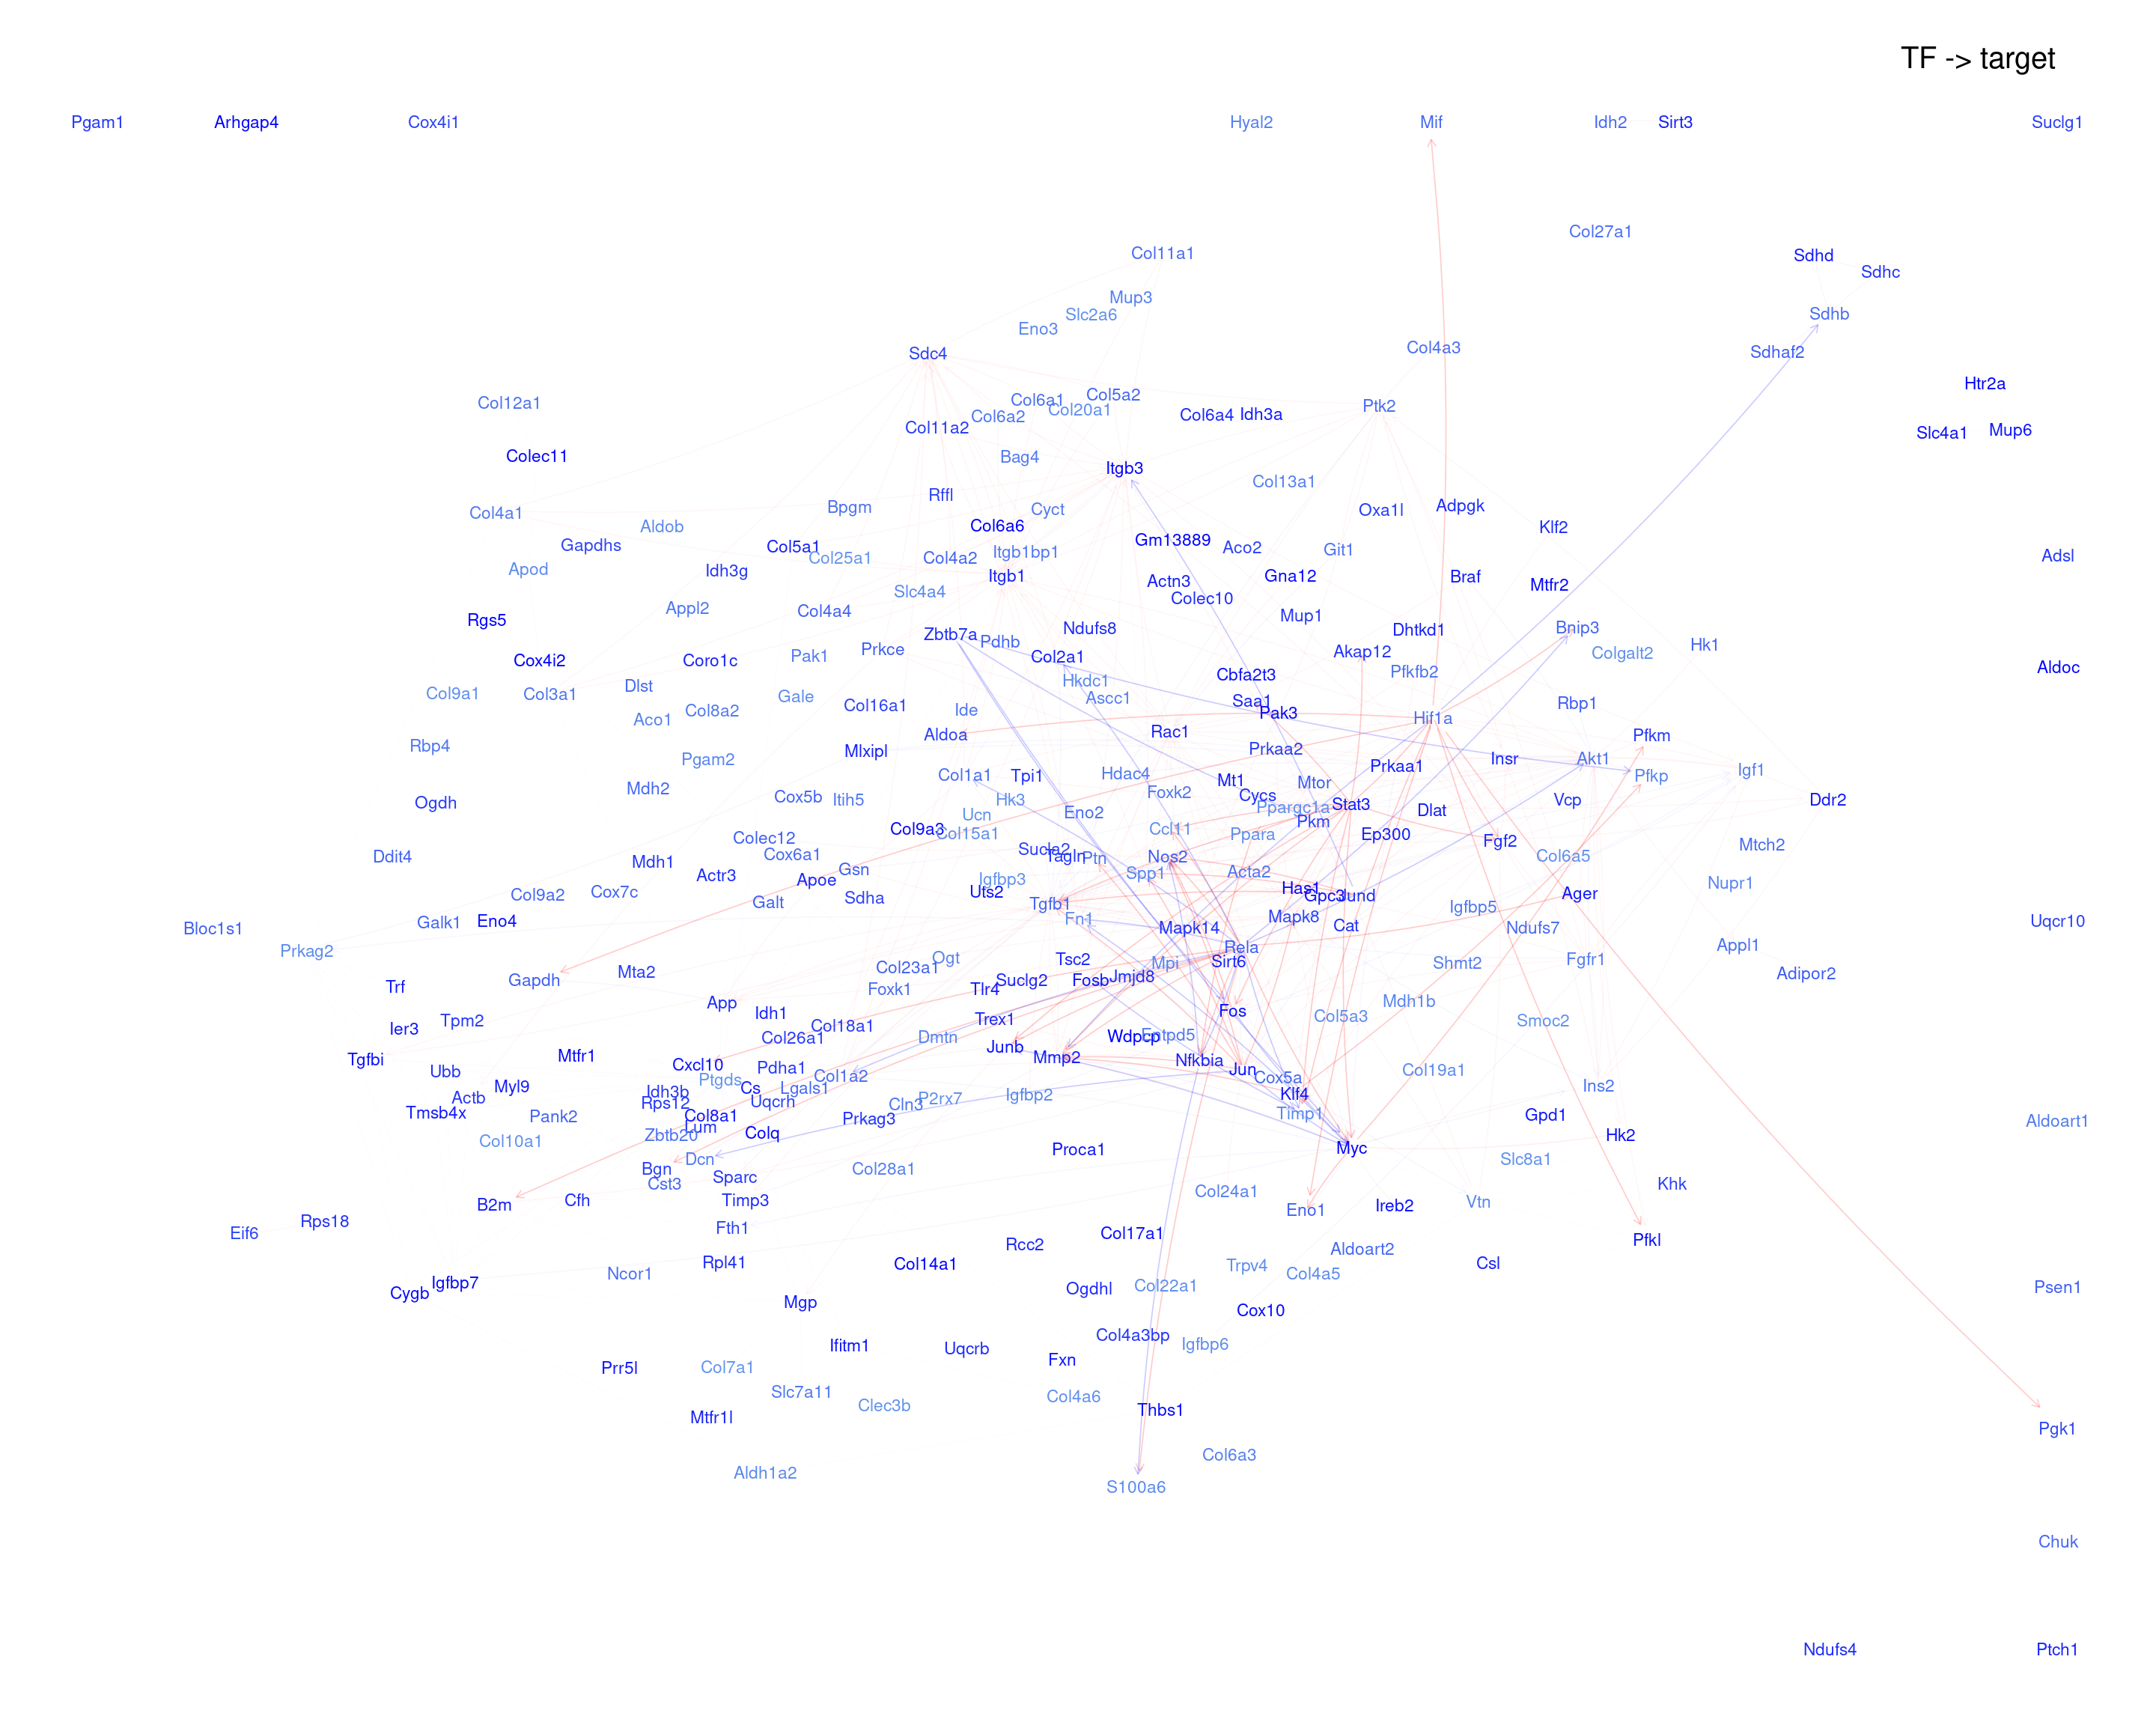 TF -> target
Pgam1 Arhgap4 Cox4i1 Hyal2 Mif Idh2 Sirt3 Suclg1
Col27a1
Col11a1 Sdhd
Sdhc
Mup3
Slc2a6 Sdhb
Eno3
Sdc4 Col4a3 Sdhaf2
Htr2a
Col12a1 Col6a1 Col5a2 Ptk2
Col6a2 Col20a1 Col6a4 Idh3a
Col11a2 Slc4a1 Mup6
Colec11 Bag4
Itgb3
Col13a1
Rffl
Col4a1 Bpgm Cyct Oxa1l Adpgk
Aldob Col6a6 Klf2
Gapdhs Col5a1 Gm13889 Aco2 Git1
Col25a1 Col4a2 Itgb1bp1 Adsl
Apod Idh3g Itgb1 Actn3 Gna12 Braf Mtfr2
Slc4a4 Colec10
Appl2 Col4a4 Mup1
Rgs5 Zbtb7a Pdhb Ndufs8 Dhtkd1 Bnip3
Cox4i2 Coro1c Pak1 Prkce Col2a1 Akap12 Colgalt2 Hk1
Aldoc
Col9a1 Col3a1 Dlst Gale Hkdc1 Cbfa2t3 Pfkfb2
Aco1 Col8a2 Col16a1 Ide Ascc1 Saa1 Pak3 Hif1a Rbp1
Rbp4 Pgam2 Mlxipl Aldoa Rac1 Prkaa2 Pfkm
Col1a1 Tpi1 Hdac4 Mt1 Mtor Prkaa1 Insr Akt1 Pfkp Igf1
Ogdh Mdh2 Cox5b Itih5 Hk3 Foxk2 Cycs Ppargc1a Stat3 Vcp Ddr2
Ucn Eno2 Pkm Dlat
Colec12 Col9a3 Col15a1 Ccl11 Ppara Ep300 Fgf2 Mtch2
Ddit4 Mdh1 Cox6a1 Sucla2 Tagln Ptn Nos2 Col6a5
Actr3 Apoe Gsn Igfbp3 Spp1 Acta2 Nupr1
Col9a2 Cox7c Galt Sdha Uts2 Tgfb1 Has1 Gpc3 Jund Igfbp5 Ager
Bloc1s1 Galk1 Eno4 Fn1 Mapk14 Mapk8 Cat Ndufs7 Uqcr10
Prkag2 Ogt Tsc2 Mpi Rela Sirt6 Shmt2 Fgfr1 Appl1
Trf Gapdh Mta2 Col23a1 Foxk1 Tlr4 Suclg2 Fosb Jmjd8 Adipor2
Ier3 Tpm2 App Idh1 Col18a1 Trex1 Fos Mdh1b Col5a3 Smoc2
Tgfbi Mtfr1 Col26a1 Dmtn Junb Mmp2 Wdpcp Entpd5 Nfkbia
Ubb Cxcl10 Pdha1 Col1a2 Jun Cox5a Col19a1
Actb Myl9 Idh3b Ptgds Cs Lgals1 P2rx7 Igfbp2 Klf4 Ins2
Tmsb4x Pank2 Rps12 Col8a1 Uqcrh Prkag3 Cln3 Timp1 Gpd1 Aldoart1
Col10a1 Zbtb20 Lum Colq Proca1 Myc Hk2
Bgn Dcn Sparc Col28a1 Slc8a1
B2m Cfh Cst3 Timp3 Col24a1 Eno1 Ireb2 Vtn Khk
Eif6 Rps18 Fth1 Rcc2 Col17a1 Aldoart2 Pfkl
Cygb Igfbp7 Ncor1 Rpl41 Col14a1 Ogdhl Col22a1 Trpv4 Col4a5 Csl Psen1
Mgp Cox10
Ifitm1 Uqcrb Col4a3bp Igfbp6
Prr5l Col7a1 Fxn
Slc7a11 Clec3b Col4a6
Mtfr1l Thbs1 Pgk1
Aldh1a2 S100a6 Col6a3
Chuk
Ndufs4 Ptch1